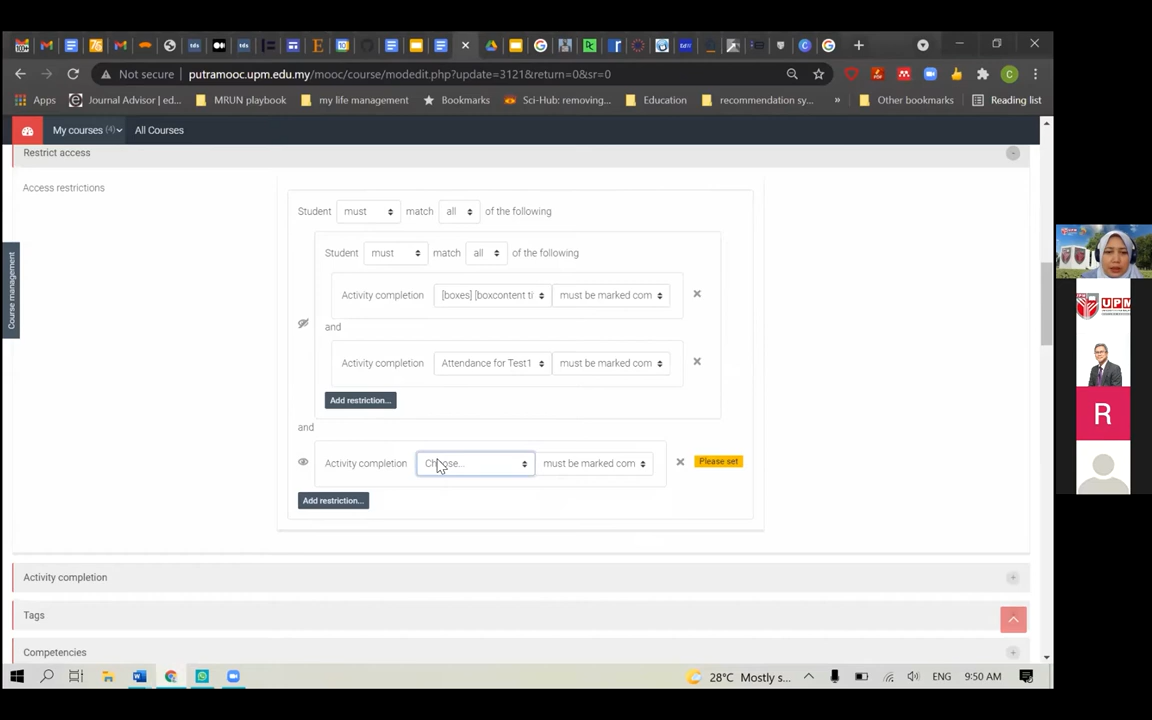 Not secure putramooc.upm.edu.my/mooc/course/modedit.php?update=3121&return=0&sr=0
Apps Journal Advisor | ed... MRUN playbook my life management Bookmarks Sci-Hub: removing... Education recommendation sy... » Other bookmarks Reading list
My courses (4) All Courses
Restrict access
Access restrictions
Student must match all of the following
Student must match all of the following
Activity completion [boxes] [boxcontent ti must be marked com
and
Activity completion Attendance for Test1 must be marked com
Add restriction...
and
Activity completion Choose... must be marked com Please set
Add restriction...
Course management
Activity completion
Tags
Competencies
UPM
R
28°C Mostly s... ENG 9:50 AM